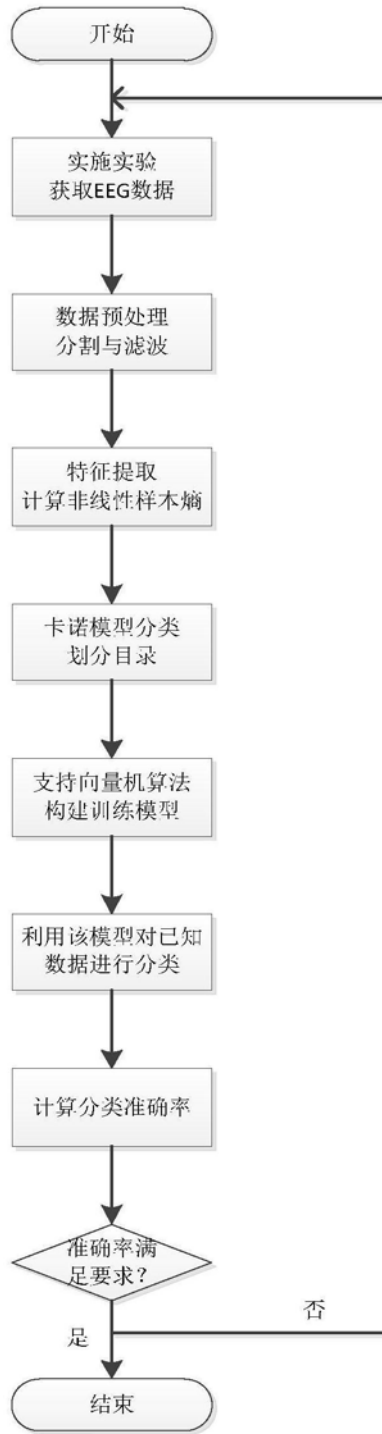 开始
实施实验
获取EEG数据
数据预处理
分割与滤波
特征提取
计算非线性样本熵
卡诺模型分类
划分目录
支持向量机算法
构建训练模型
利用该模型对已知
数据进行分类
计算分类准确率
准确率满
足要求？
否
是
结束